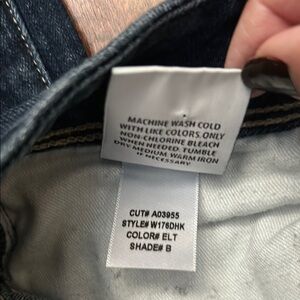 MACHINE WASH COLD
WITH LIKE COLORS. ONLY
NON-CHLORINE BLEACH
WHEN NEEDED. TUMBLE
DRY MEDIUM. WARM IRON
IF NECESSARY
CUT# A03955
STYLE# W176DHK
COLOR# ELT
SHADE# B